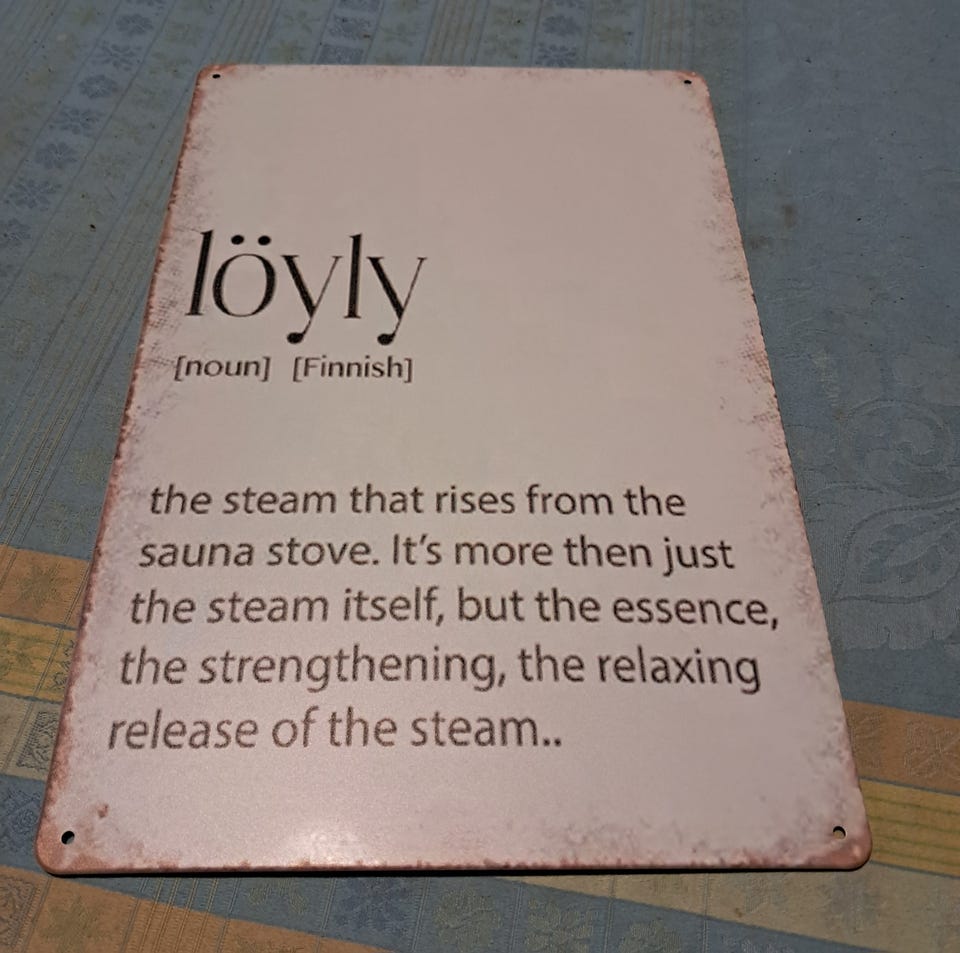 löyly
[noun] [Finnish]
the steam that rises from the
sauna stove. It’s more then just
the steam itself, but the essence,
the strengthening, the relaxing
release of the steam..